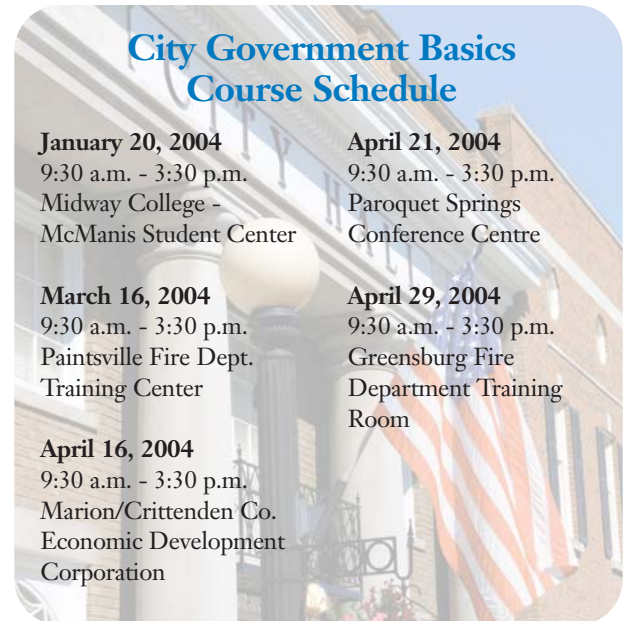 City Government Basics
Course Schedule
January 20, 2004
9:30 a.m. - 3:30 p.m.
Midway College -
McManis Student Center
March 16, 2004
9:30 a.m. - 3:30 p.m.
Paintsville Fire Dept.
Training Center
April 16, 2004
9:30 a.m. - 3:30 p.m.
Marion/Crittenden Co.
Economic Development
Corporation
April 21, 2004
9:30 a.m. - 3:30 p.m.
Paroquet Springs
Conference Centre
April 29, 2004
9:30 a.m. - 3:30 p.m.
Greensburg Fire
Department Training
Room
CITY HALL